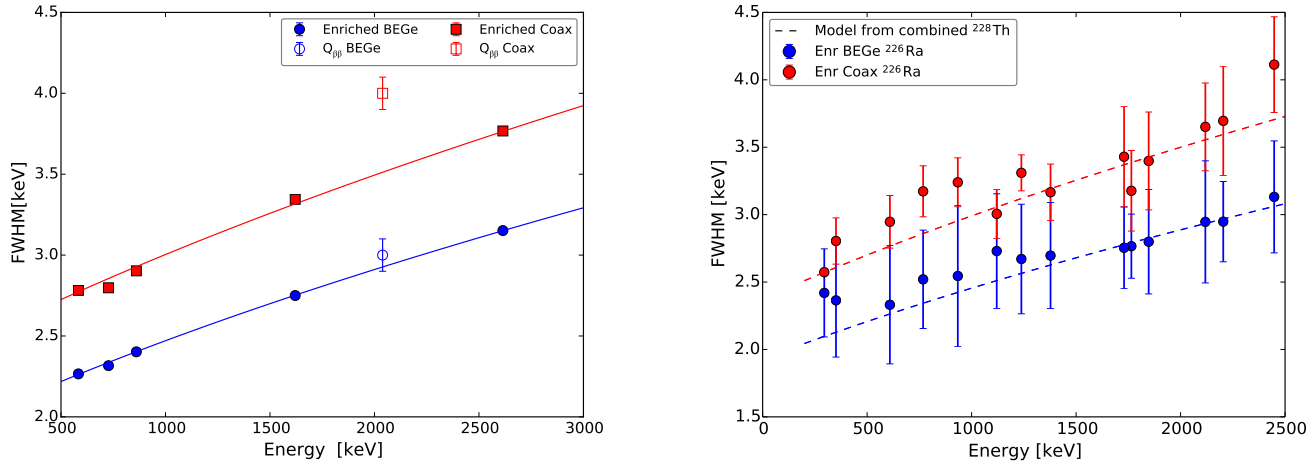 4.5
4.0
3.5
3.0
2.5
2.0
FWHM[keV]
Enriched BEGe
Qββ BEGe
Enriched Coax
Qββ Coax
500 1000 1500 2000 2500 3000
Energy [keV]
4.5
4.0
3.5
3.0
2.5
2.0
1.5
FWHM [keV]
Model from combined ²²⁸Th
Enr BEGe ²²⁶Ra
Enr Coax ²²⁶Ra
0 500 1000 1500 2000 2500
Energy [keV]